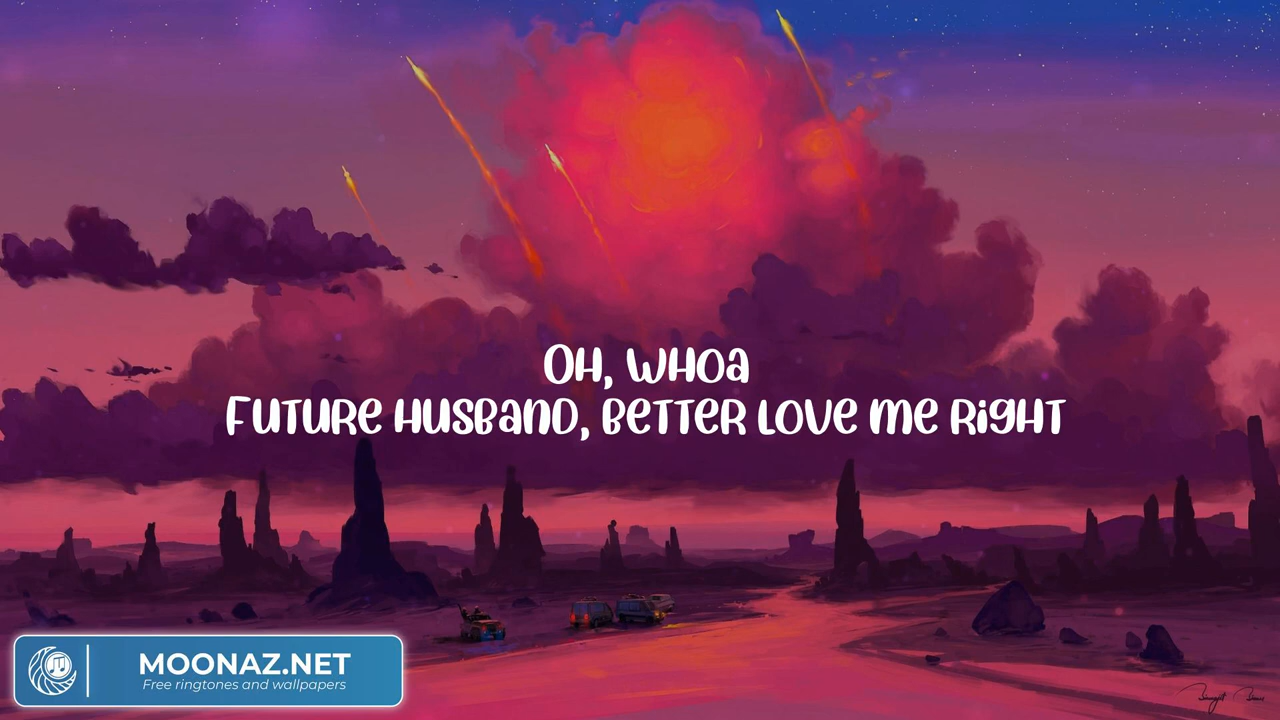 OH, WHOA
FUTURE HUSBAND, BETTER LOVE ME RIGHT
MOONAZ.NET
Free ringtones and wallpapers